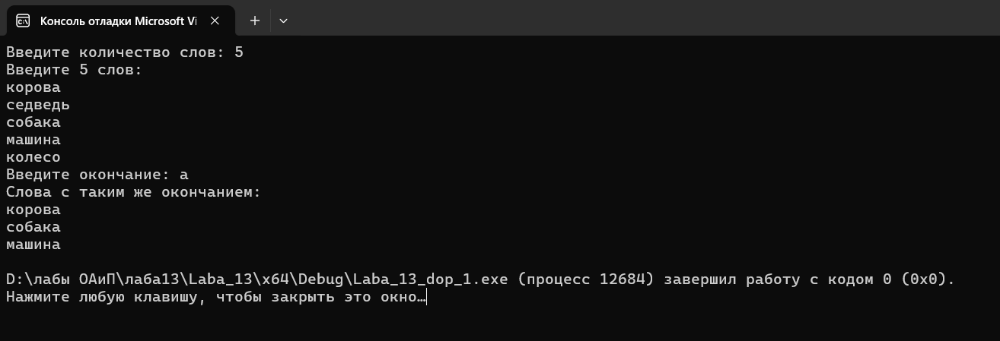 Консоль отладки Microsoft Vi
Введите количество слов: 5
Введите 5 слов:
корова
седведь
собака
машина
колесо
Введите окончание: а
Слова с таким же окончанием:
корова
собака
машина
D:\лабы ОАиП\лаба13\Laba_13\x64\Debug\Laba_13_dop_1.exe (процесс 12684) завершил работу с кодом 0 (0x0).
Нажмите любую клавишу, чтобы закрыть это окно…